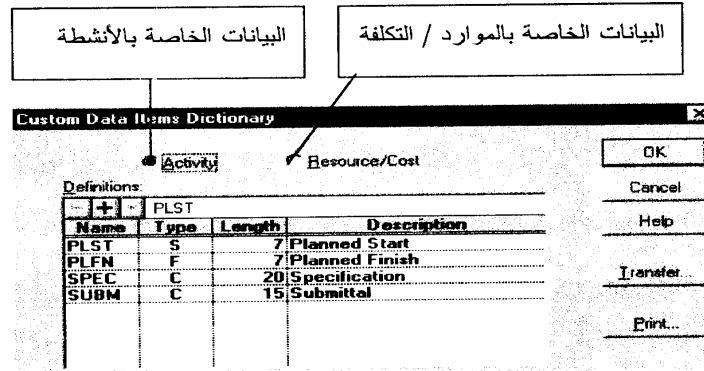 البيانات الخاصة بالأنشطة
البيانات الخاصة بالموارد / التكلفة
Custom Data Items Dictionary
Activity
Resource/Cost
OK
Definitions:
Cancel
PLST
Name Type Length Description
Help
PLST S 7 Planned Start
PLFN F 7 Planned Finish
SPEC C 20 Specification
Transfer...
SUBM C 15 Submittal
Print...